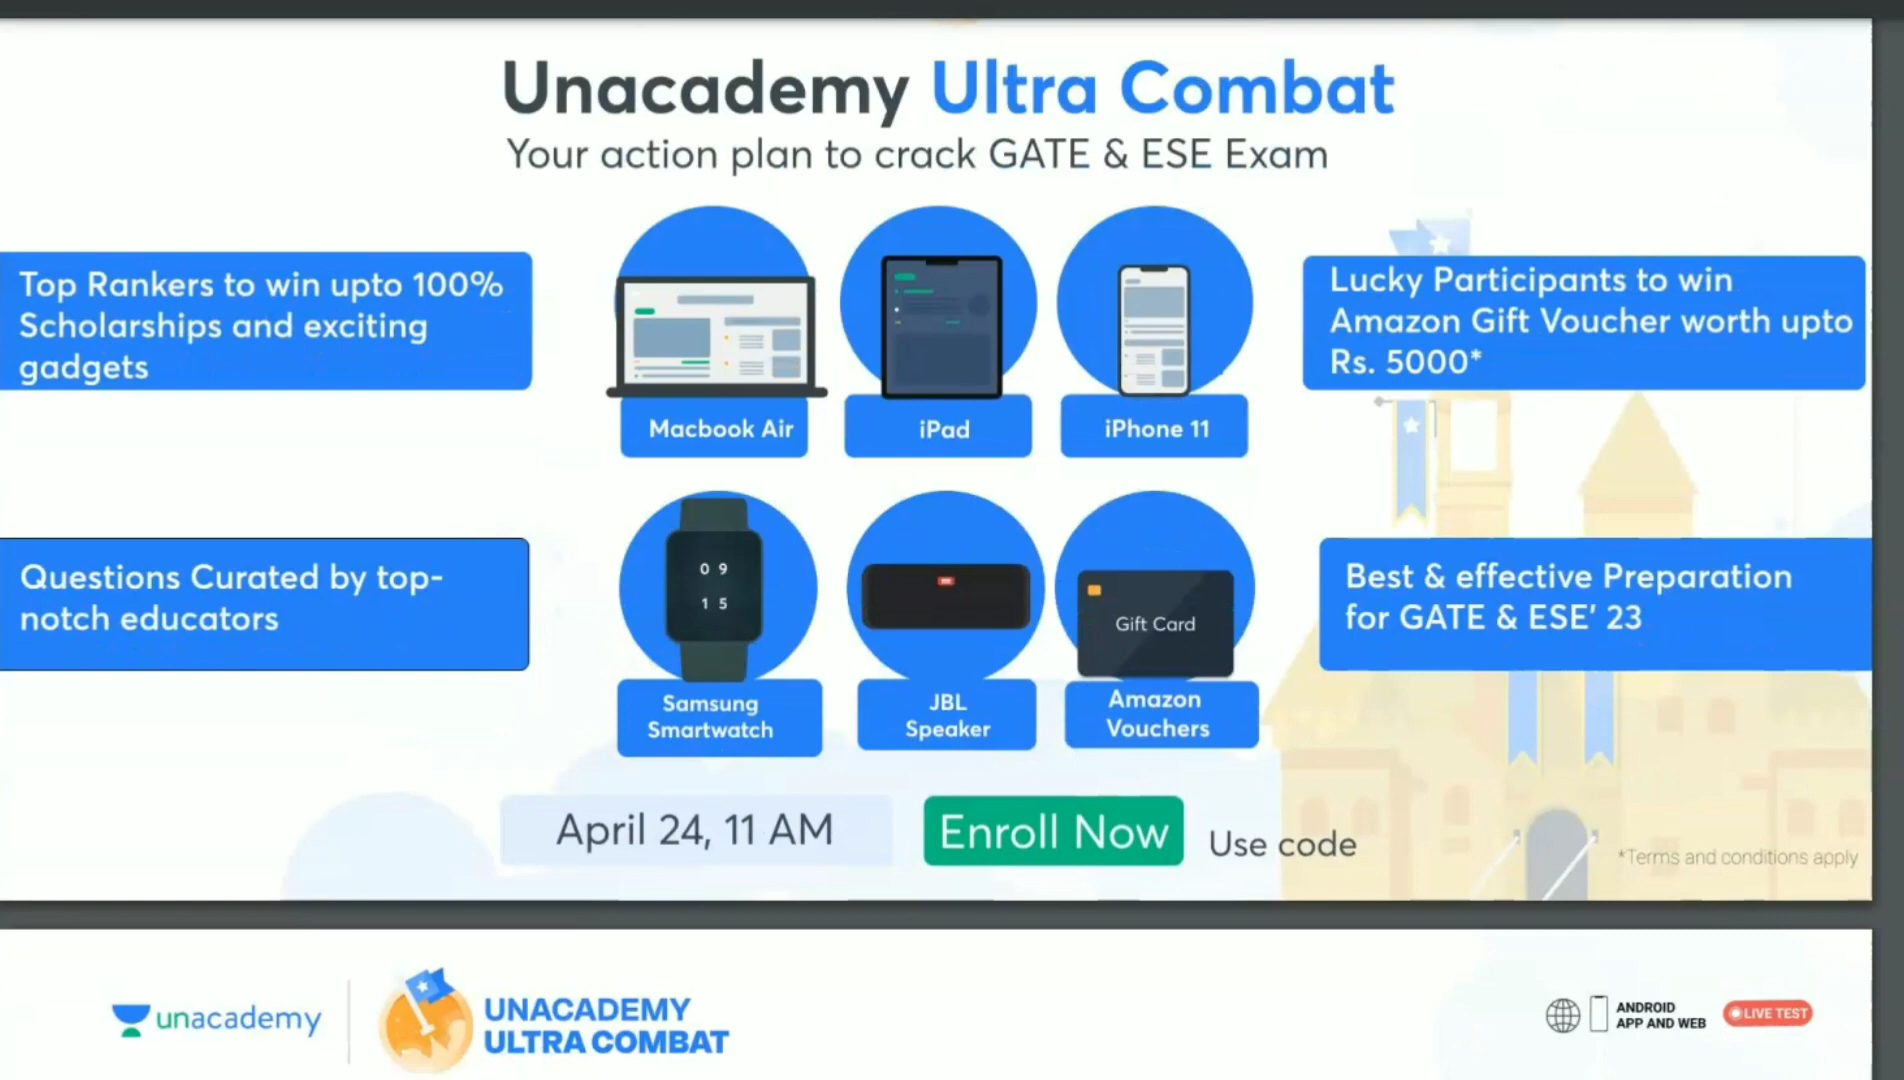 Unacademy Ultra Combat
Your action plan to crack GATE & ESE Exam
Top Rankers to win upto 100%
Scholarships and exciting
gadgets
Macbook Air
iPad
iPhone 11
Lucky Participants to win
Amazon Gift Voucher worth upto
Rs. 5000*
Questions Curated by top-
notch educators
09
15
Samsung
Smartwatch
JBL
Speaker
Gift Card
Amazon
Vouchers
Best & effective Preparation
for GATE & ESE' 23
April 24, 11 AM
Enroll Now
Use code
*Terms and conditions apply
unacademy
UNACADEMY
ULTRA COMBAT
ANDROID
APP AND WEB
LIVE TEST